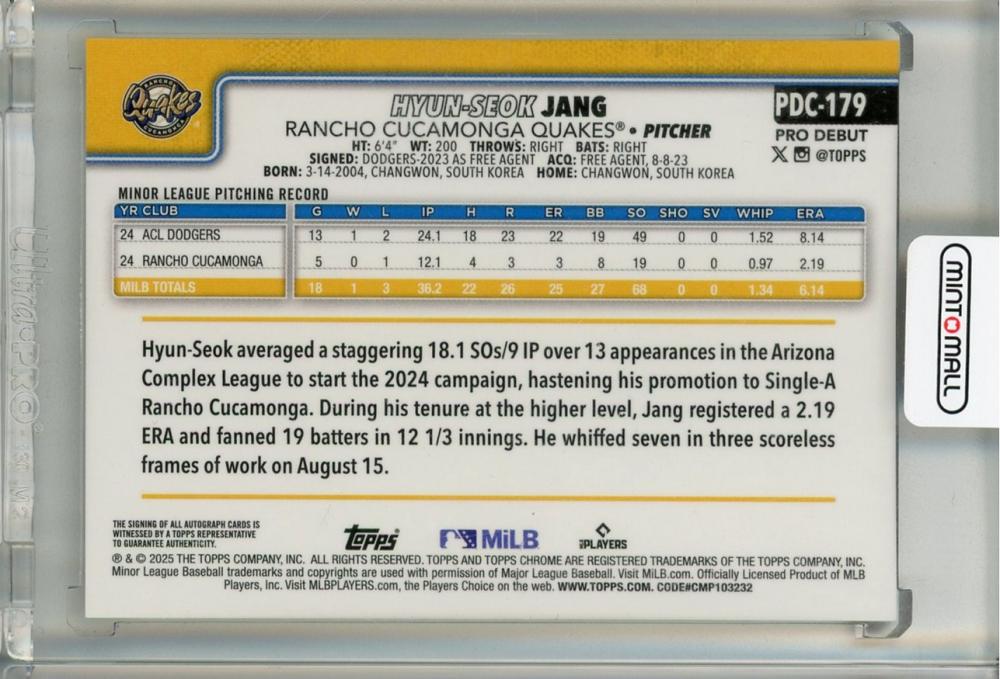 RANCHO
Quakes
CUCAMONGA
HYUN-SEOK JANG
RANCHO CUCAMONGA QUAKES® • PITCHER
HT: 6'4" WT: 200 THROWS: RIGHT BATS: RIGHT
SIGNED: DODGERS-2023 AS FREE AGENT ACQ: FREE AGENT, 8-8-23
BORN: 3-14-2004, CHANGWON, SOUTH KOREA HOME: CHANGWON, SOUTH KOREA
PDC-179
PRO DEBUT
@TOPPS
MINOR LEAGUE PITCHING RECORD
YR CLUB G W L IP H R ER BB SO SHO SV WHIP ERA
24 ACL DODGERS 13 1 2 24.1 18 23 22 19 49 0 0 1.52 8.14
24 RANCHO CUCAMONGA 5 0 1 12.1 4 3 3 8 19 0 0 0.97 2.19
MILB TOTALS 18 1 3 36.2 22 26 25 27 68 0 0 1.34 6.14
Hyun-Seok averaged a staggering 18.1 SOs/9 IP over 13 appearances in the Arizona
Complex League to start the 2024 campaign, hastening his promotion to Single-A
Rancho Cucamonga. During his tenure at the higher level, Jang registered a 2.19
ERA and fanned 19 batters in 12 1/3 innings. He whiffed seven in three scoreless
frames of work on August 15.
THE SIGNING OF ALL AUTOGRAPH CARDS IS
WITNESSED BY A TOPPS REPRESENTATIVE
TO GUARANTEE AUTHENTICITY.
Topps
MiLB
PLAYERS
® & © 2025 THE TOPPS COMPANY, INC. ALL RIGHTS RESERVED. TOPPS AND TOPPS CHROME ARE REGISTERED TRADEMARKS OF THE TOPPS COMPANY, INC.
Minor League Baseball trademarks and copyrights are used with permission of Major League Baseball. Visit MiLB.com. Officially Licensed Product of MLB
Players, Inc. Visit MLBPLAYERS.com, the Players Choice on the web. WWW.TOPPS.COM. CODE#CMP103232
MINTOMALL
Ultra·PRO®